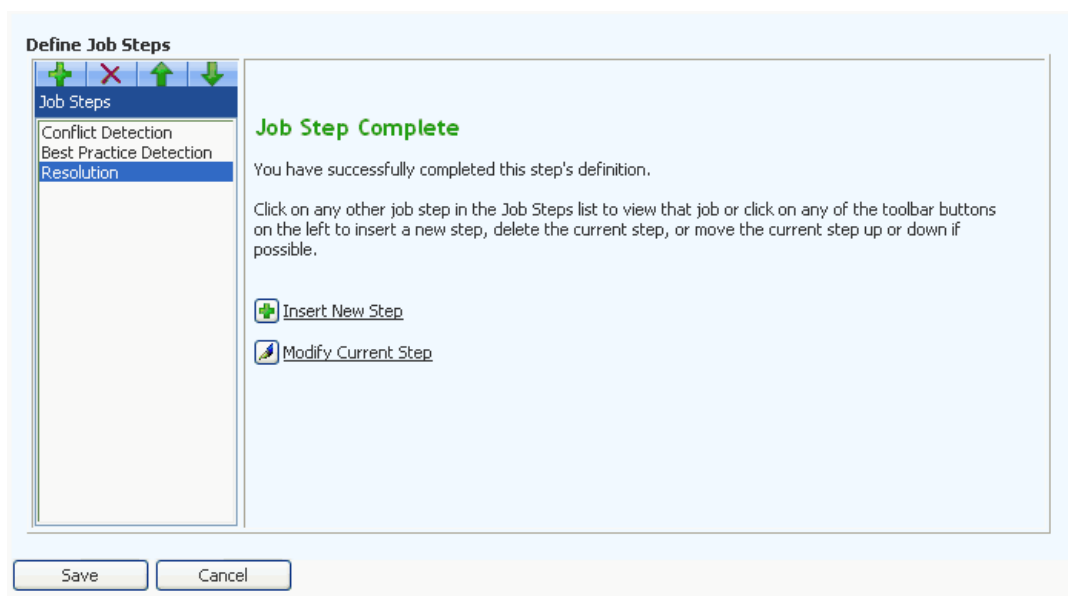 Define Job Steps
Job Steps
Conflict Detection
Best Practice Detection
Resolution
Job Step Complete
You have successfully completed this step's definition.
Click on any other job step in the Job Steps list to view that job or click on any of the toolbar buttons
on the left to insert a new step, delete the current step, or move the current step up or down if
possible.
Insert New Step
Modify Current Step
Save
Cancel